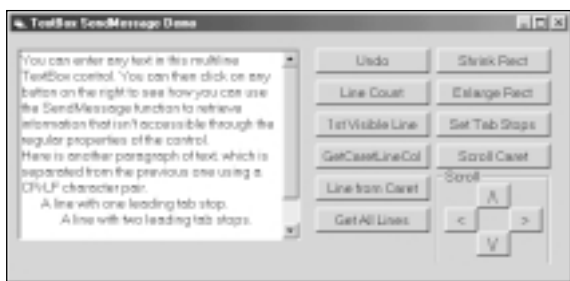 TextBox SendMessage Demo
You can enter any text in this multiline
TextBox control. You can then click on any
button on the right to see how you can use
the SendMessage function to retrieve
information that isn't accessible through the
regular properties of the control.
Here is another paragraph of text which is
separated from the previous one using a
CR-LF character pair.
A line with one leading tab stop.
A line with two leading tab stops.
Undo
Line Count
1st Visible Line
GetCaretLineCol
Line from Caret
Get All Lines
Shrink Rect
Enlarge Rect
Set Tab Stops
Scroll Caret
Scroll
Λ
< >
V